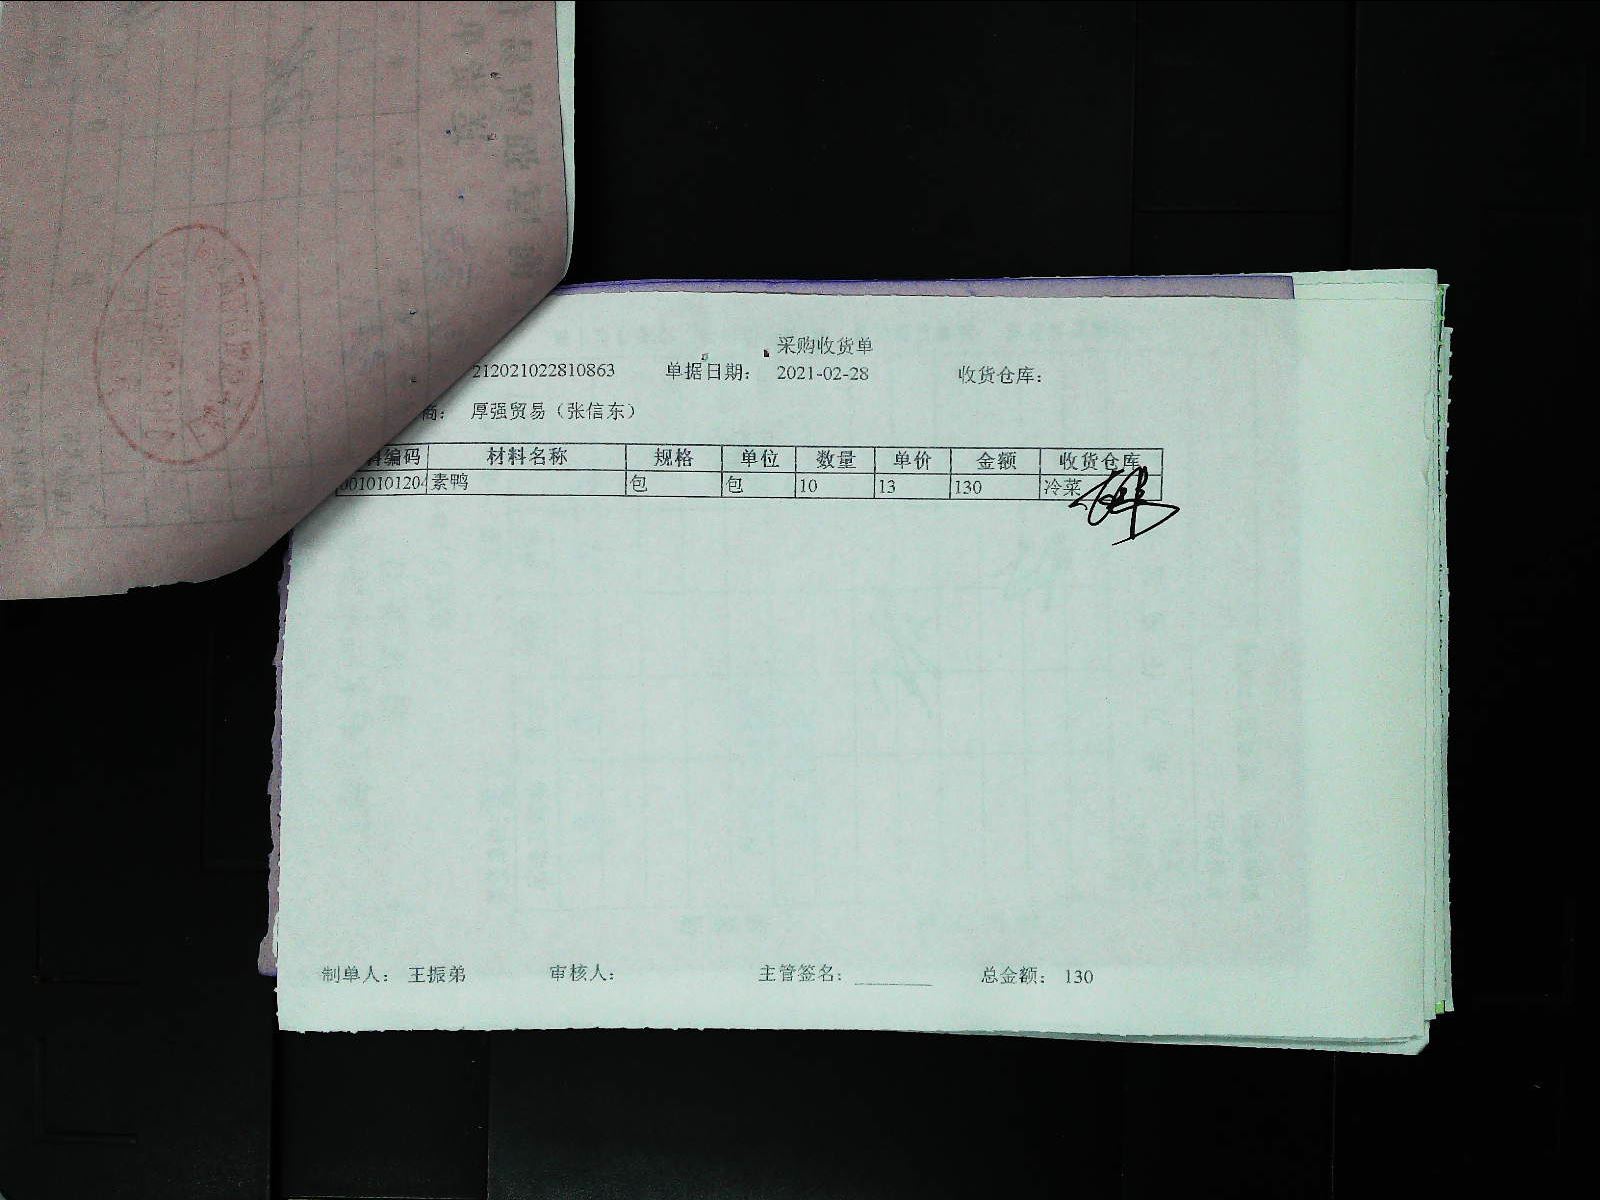 采购收货单
212021022810863 单据日期： 2021-02-28 收货仓库：
商： 厚强贸易（张信东）
编码 材料名称 规格 单位 数量 单价 金额 收货仓库
0010101204 素鸭 包 包 10 13 130 冷菜
制单人： 王振弟 审核人： 主管签名： 总金额： 130